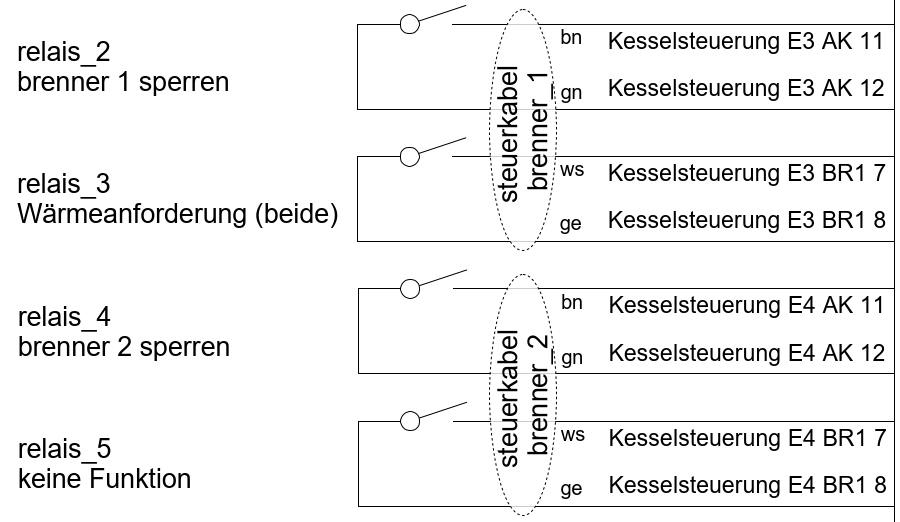 relais_2
brenner 1 sperren
bn
Kesselsteuerung E3 AK 11
gn
Kesselsteuerung E3 AK 12
steuerkabel
brenner_1
relais_3
Wärmeanforderung (beide)
ws
Kesselsteuerung E3 BR1 7
ge
Kesselsteuerung E3 BR1 8
relais_4
brenner 2 sperren
bn
Kesselsteuerung E4 AK 11
gn
Kesselsteuerung E4 AK 12
steuerkabel
brenner_2
relais_5
keine Funktion
ws
Kesselsteuerung E4 BR1 7
ge
Kesselsteuerung E4 BR1 8